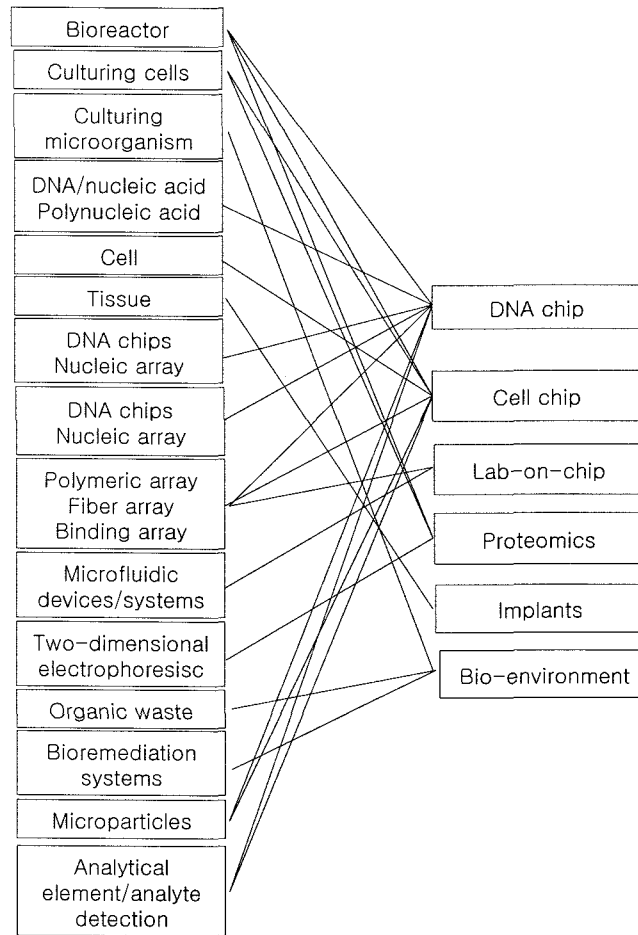 Bioreactor
Culturing cells
Culturing
microorganism
DNA/nucleic acid
Polynucleic acid
Cell
Tissue
DNA chips
Nucleic array
DNA chips
Nucleic array
Polymeric array
Fiber array
Binding array
Microfluidic
devices/systems
Two-dimensional
electrophoresisc
Organic waste
Bioremediation
systems
Microparticles
Analytical
element/analyte
detection
DNA chip
Cell chip
Lab-on-chip
Proteomics
Implants
Bio-environment